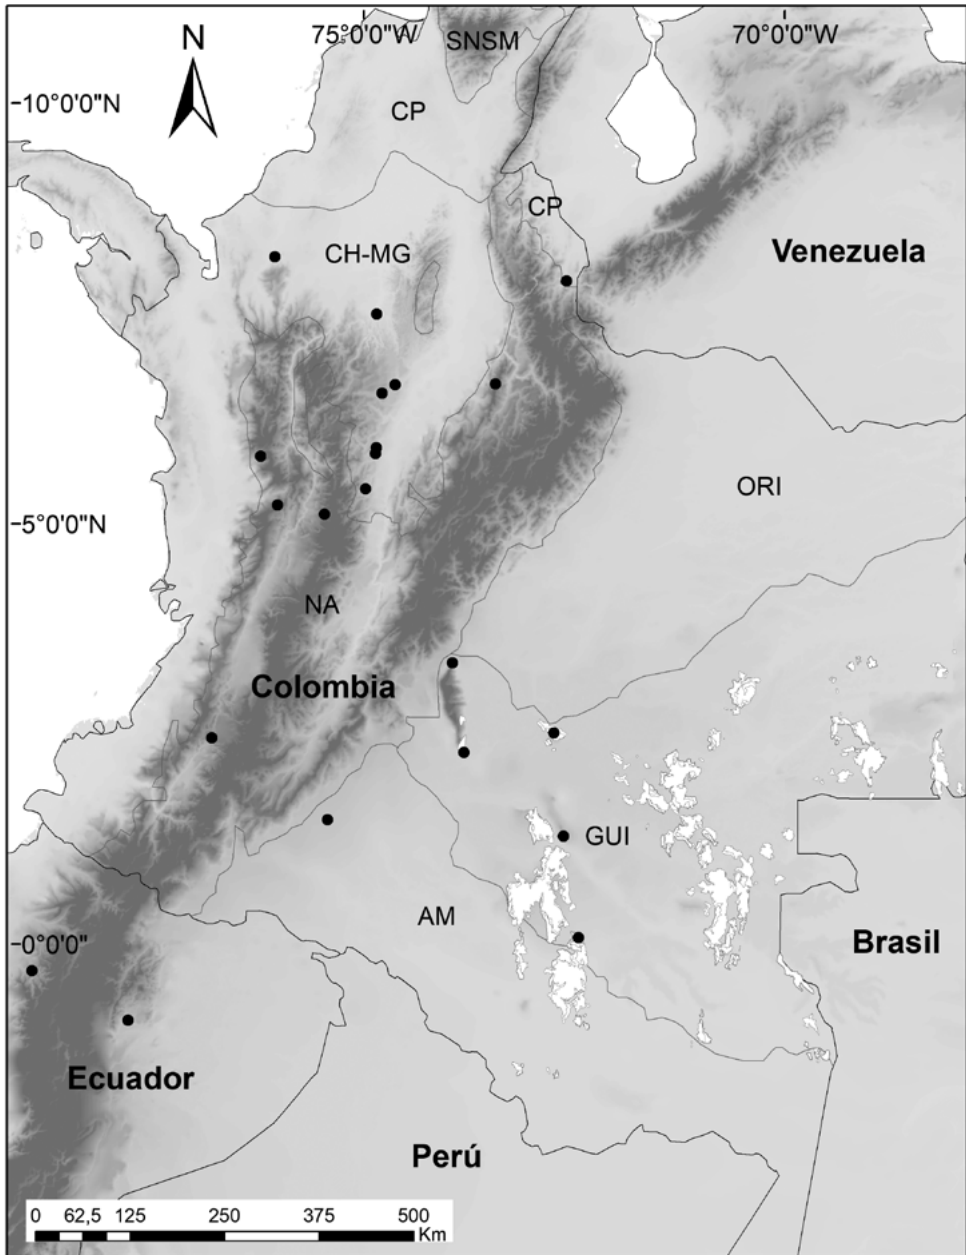 75°0'0"W
70°0'0"W
N
SNSM
10°0'0"N
CP
CP
CH-MG
Venezuela
ORI
5°0'0"N
NA
Colombia
GUI
AM
Brasil
0°0'0"
Ecuador
Perú
0 62,5 125 250 375 500
Km